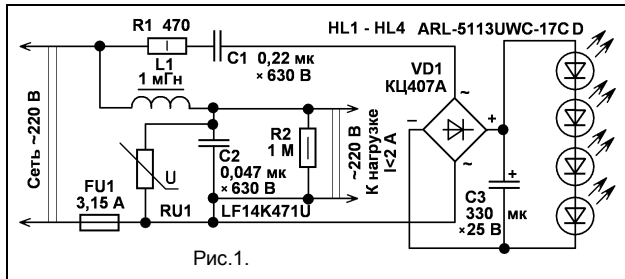 R1 470
HL1 - HL4 ARL-5113UWC-17CD
C1 0,22 мк
× 630 В
L1
1 мГн
VD1
КЦ407А
~
Сеть ~220 В
R2
1 М
~220 В
К нагрузке
I<2 А
−
+
~
U
C2
0,047 мк
× 630 В
+
C3
330 мк
×25 В
FU1
3,15 А
RU1
LF14K471U
Рис.1.